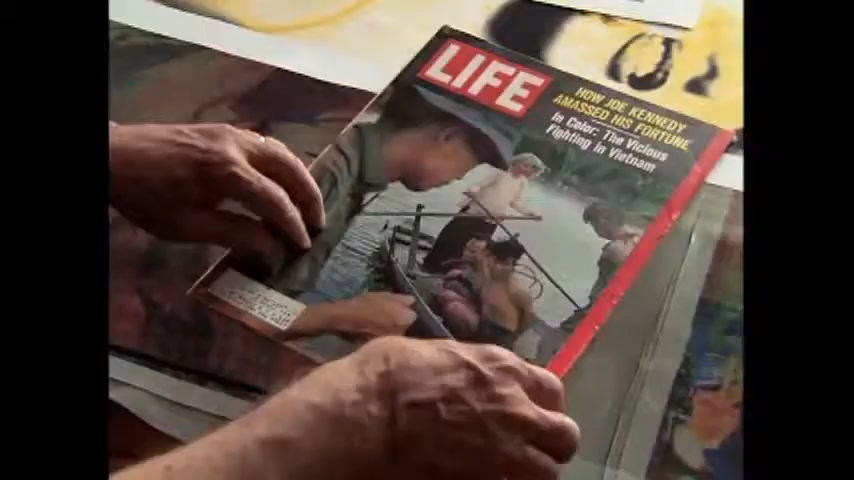 LIFE
HOW JOE KENNEDY
AMASSED HIS FORTUNE
In Color: The Vicious
Fighting in Vietnam